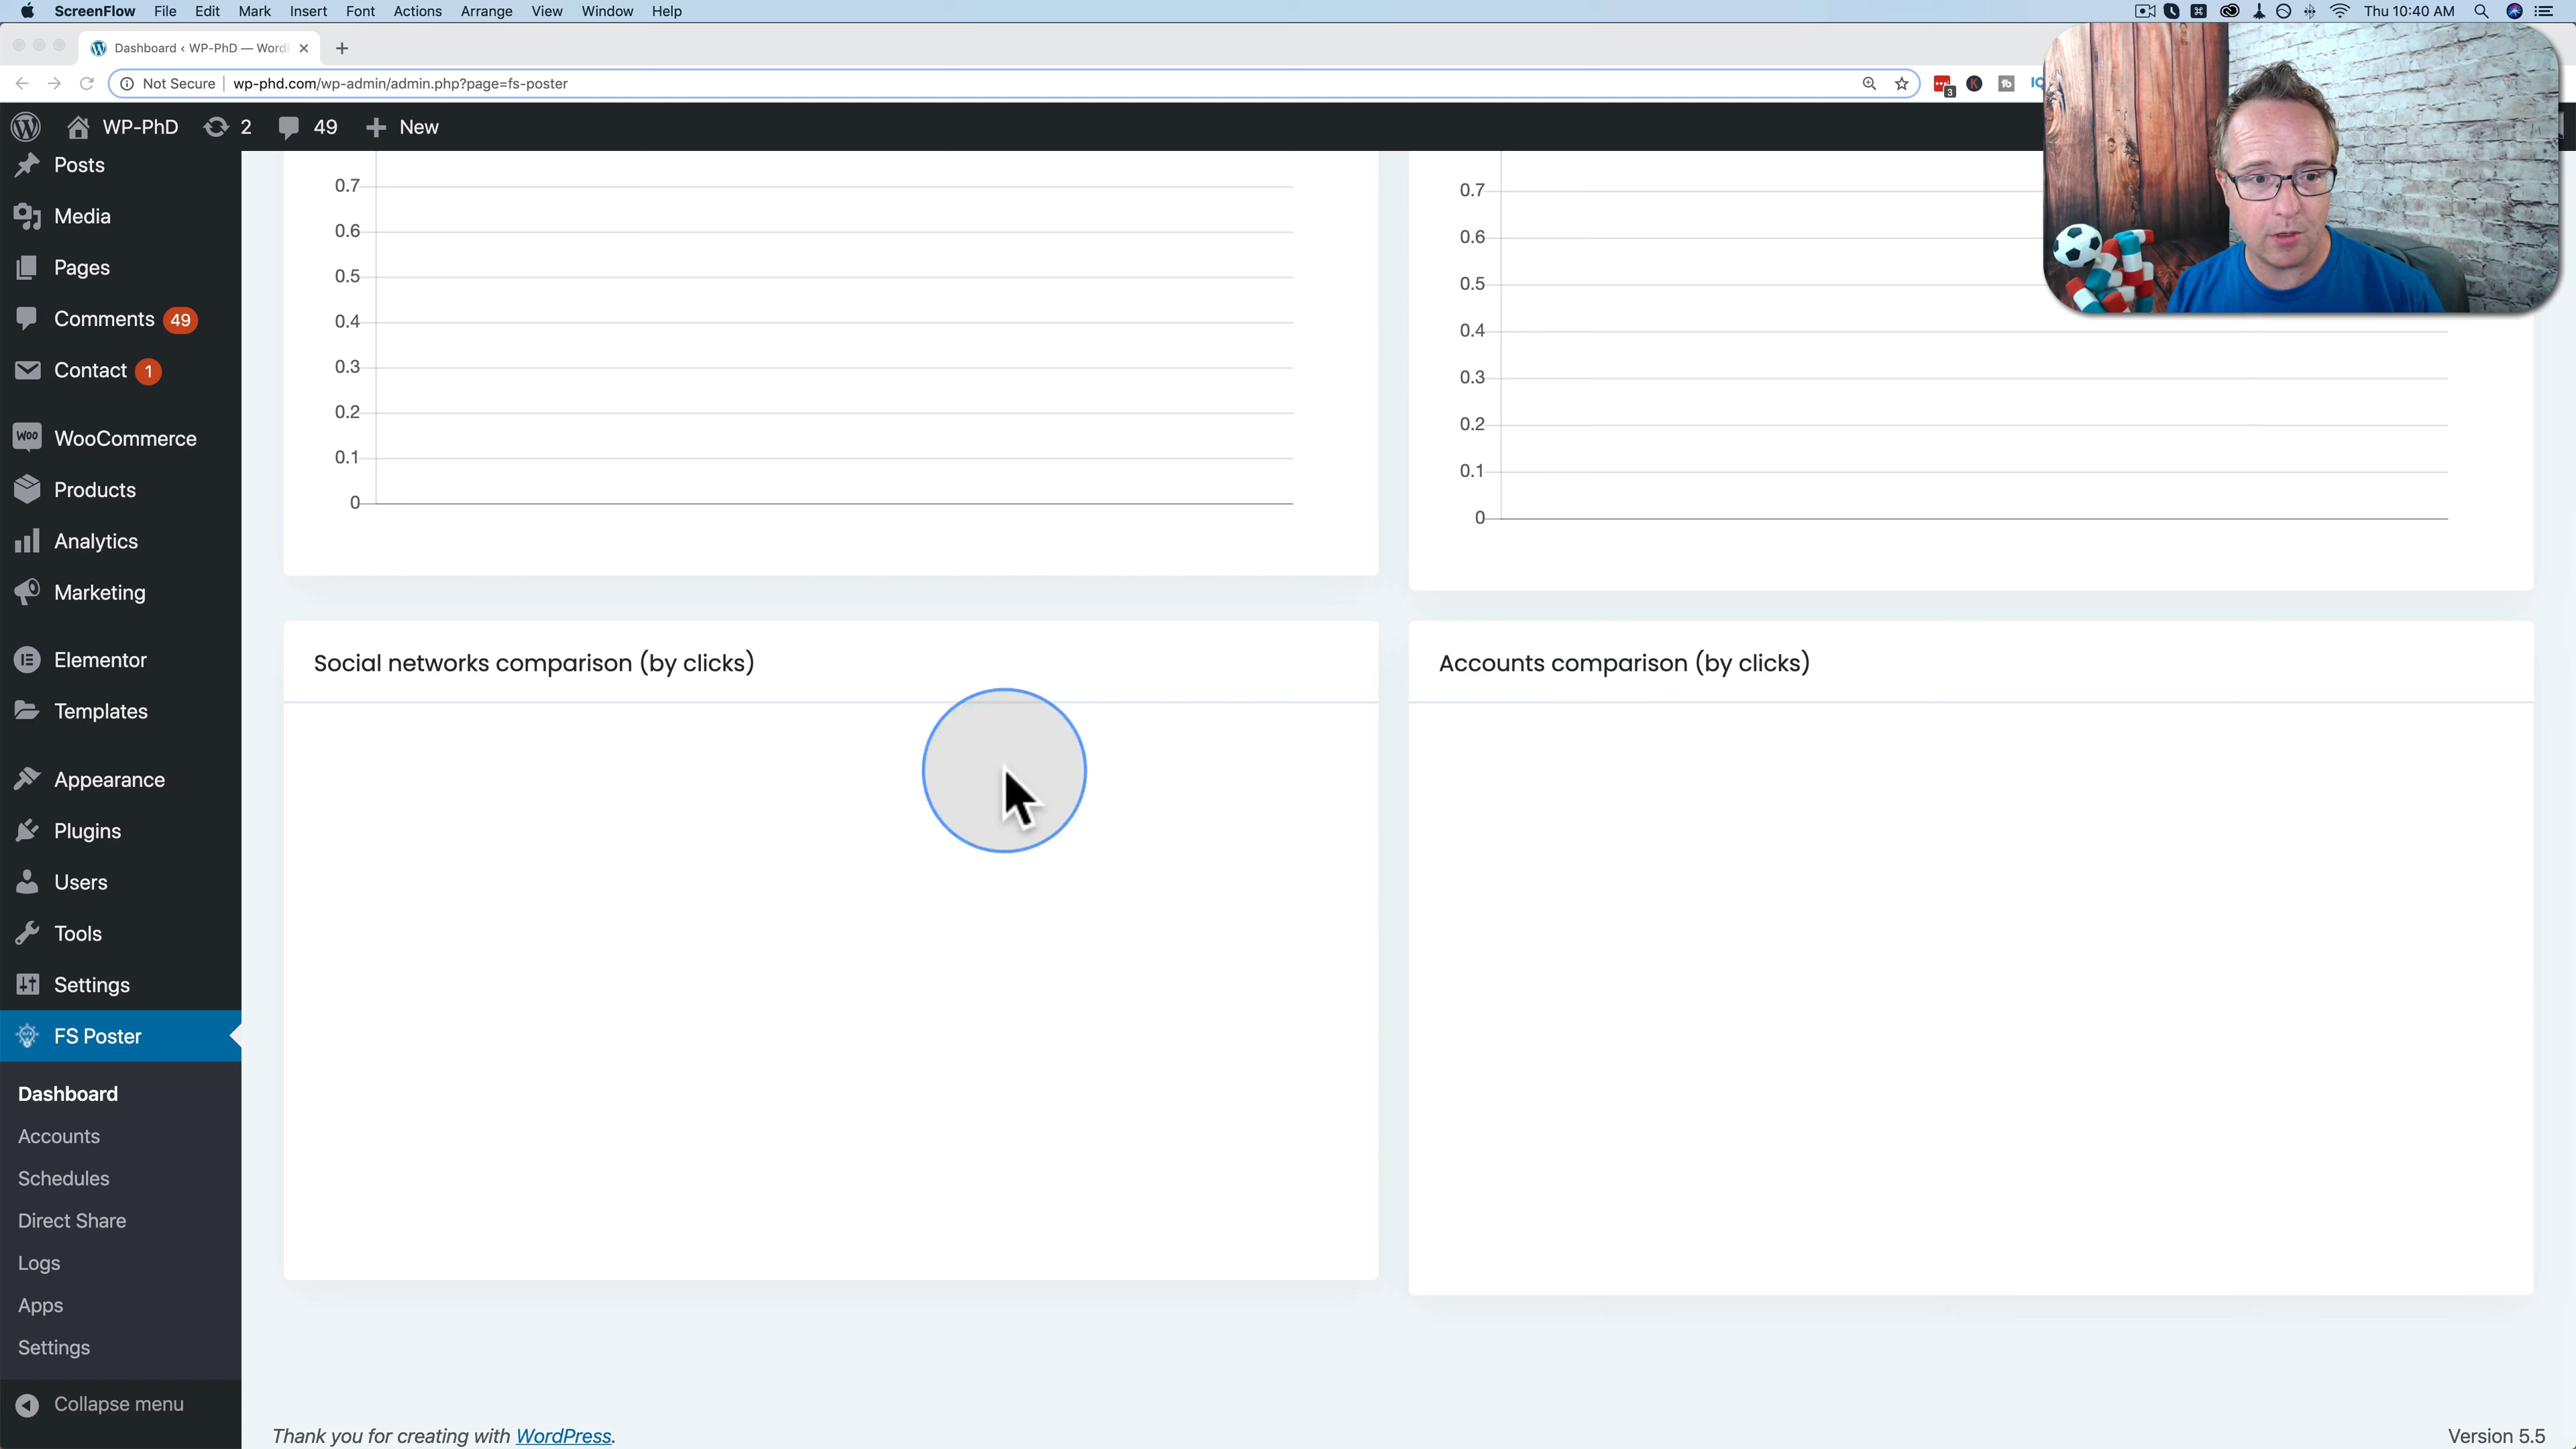 ScreenFlow File Edit Mark Insert Font Actions Arrange View Window Help Thu 10:40 AM
Dashboard ‹ WP-PhD — Word
Not Secure wp-phd.com/wp-admin/admin.php?page=fs-poster 3 K tb IQ
WP-PhD 2 49 New
Posts
Media
Pages
Comments 49
Contact 1
Woo WooCommerce
Products
Analytics
Marketing
Elementor
Templates
Appearance
Plugins
Users
Tools
Settings
FS Poster
Dashboard
Accounts
Schedules
Direct Share
Logs
Apps
Settings
Collapse menu
0.7
0.6
0.5
0.4
0.3
0.2
0.1
0
0.7
0.6
0.5
0.4
0.3
0.2
0.1
0
Social networks comparison (by clicks)
Accounts comparison (by clicks)
Thank you for creating with WordPress.
Version 5.5